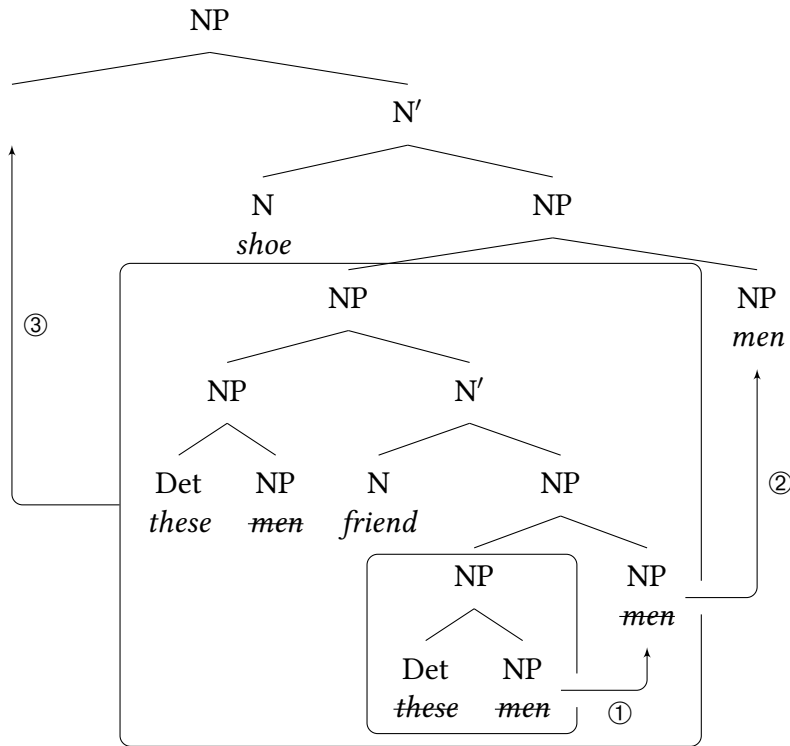 NP
N′
N NP
shoe
NP NP
③ men
NP N′
Det NP N NP
②
these men friend
NP NP
men
Det NP
these men
①